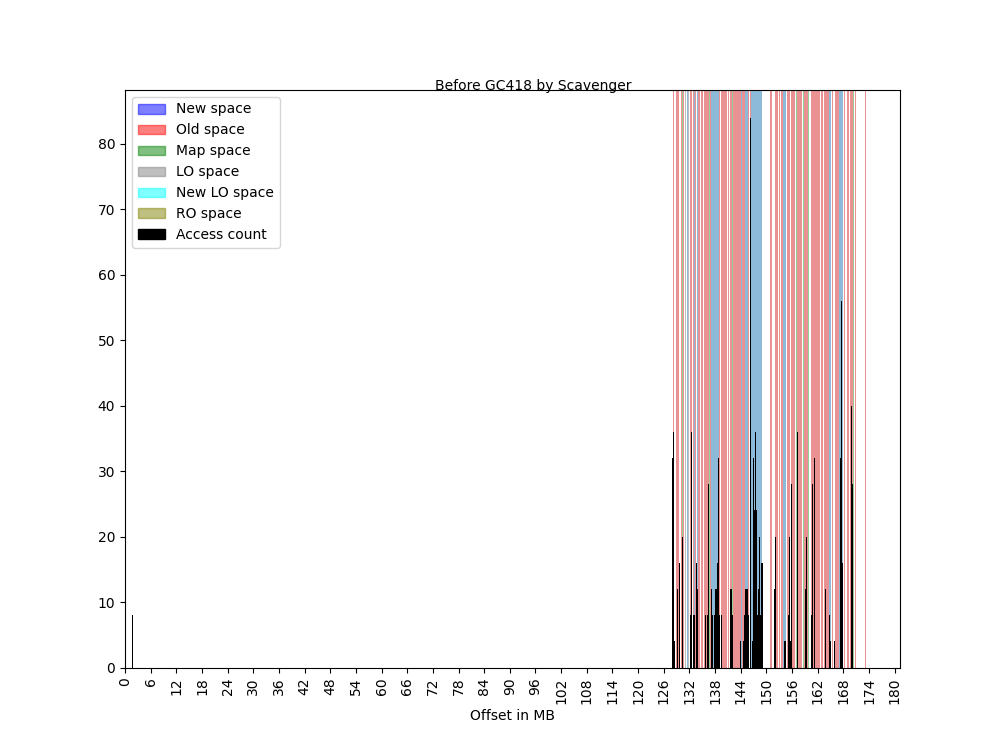 Before GC418 by Scavenger
New space
Old space
Map space
LO space
New LO space
RO space
Access count
80
70
60
50
40
30
20
10
0
0 6 12 18 24 30 36 42 48 54 60 66 72 78 84 90 96 102 108 114 120 126 132 138 144 150 156 162 168 174 180
Offset in MB